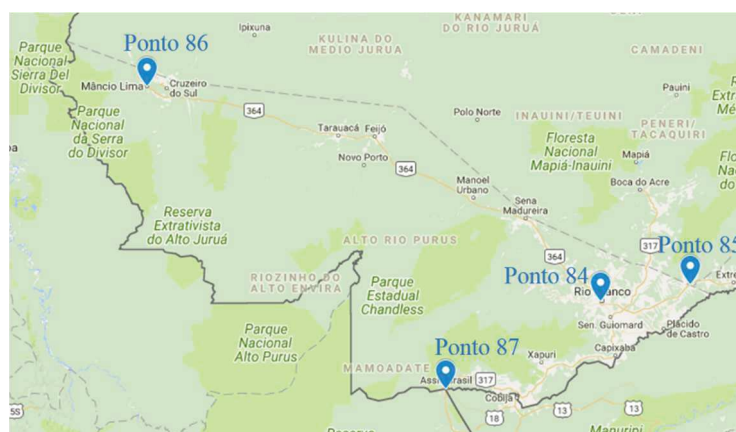 KANAMARI
DO RIO JURUÁ
Ipixuna
Parque
Nacional
Sierra Del
Divisor
Ponto 86
KULINA DO
MEDIO JURUA
CAMADENI
Mâncio Lima
Cruzeiro
do Sul
Pauini
Parque
Nacional
da Serra
do Divisor
364
Polo Norte
INAUINI/TEUINI
PENERI/
TACAQUIRI
Tarauacá
Feijó
Novo Porto
Floresta
Nacional
Mapiá-Inauini
Mapiá
364
Manoel
Urbano
Boca do Acre
Sena
Madureira
Reserva
Extrativista
do Alto Juruá
ALTO RIO PURUS
317
Ponto 85
364
RIOZINHO DO
ALTO ENVIRA
Parque
Estadual
Chandless
Ponto 84
Rio Branco
Sen. Guiomard
Plácido
de Castro
Parque
Nacional
Alto Purus
Ponto 87
Capixaba
Xapuri
MAMOADATE
Assis Brasil
317
Cobija
18
13
13
5S